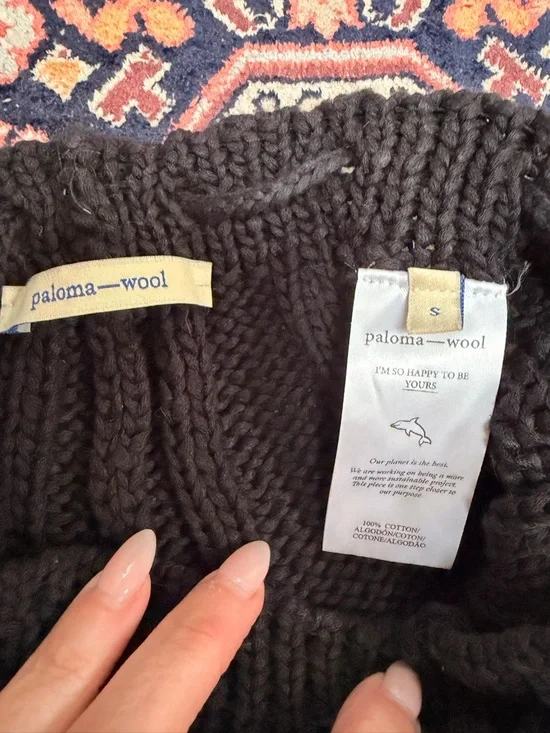 paloma—wool
S
paloma—wool
I'M SO HAPPY TO BE
YOURS
Our planet is the best.
We are working on being a more
and more sustainable project.
This piece is one step closer to
our purpose.
100% COTTON/
ALGODÓN/COTON/
COTONE/ALGODÃO